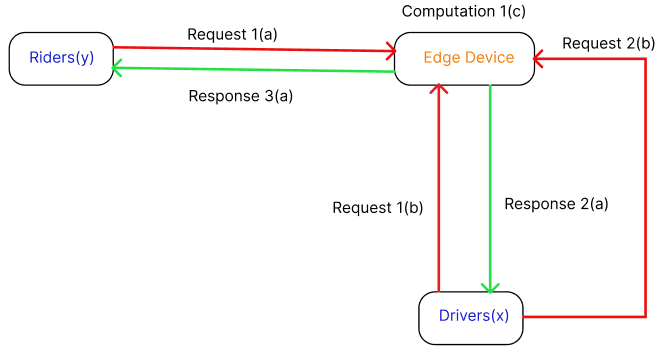 Computation 1(c)
Request 1(a)
Request 2(b)
Riders(y)
Edge Device
Response 3(a)
Request 1(b)
Response 2(a)
Drivers(x)